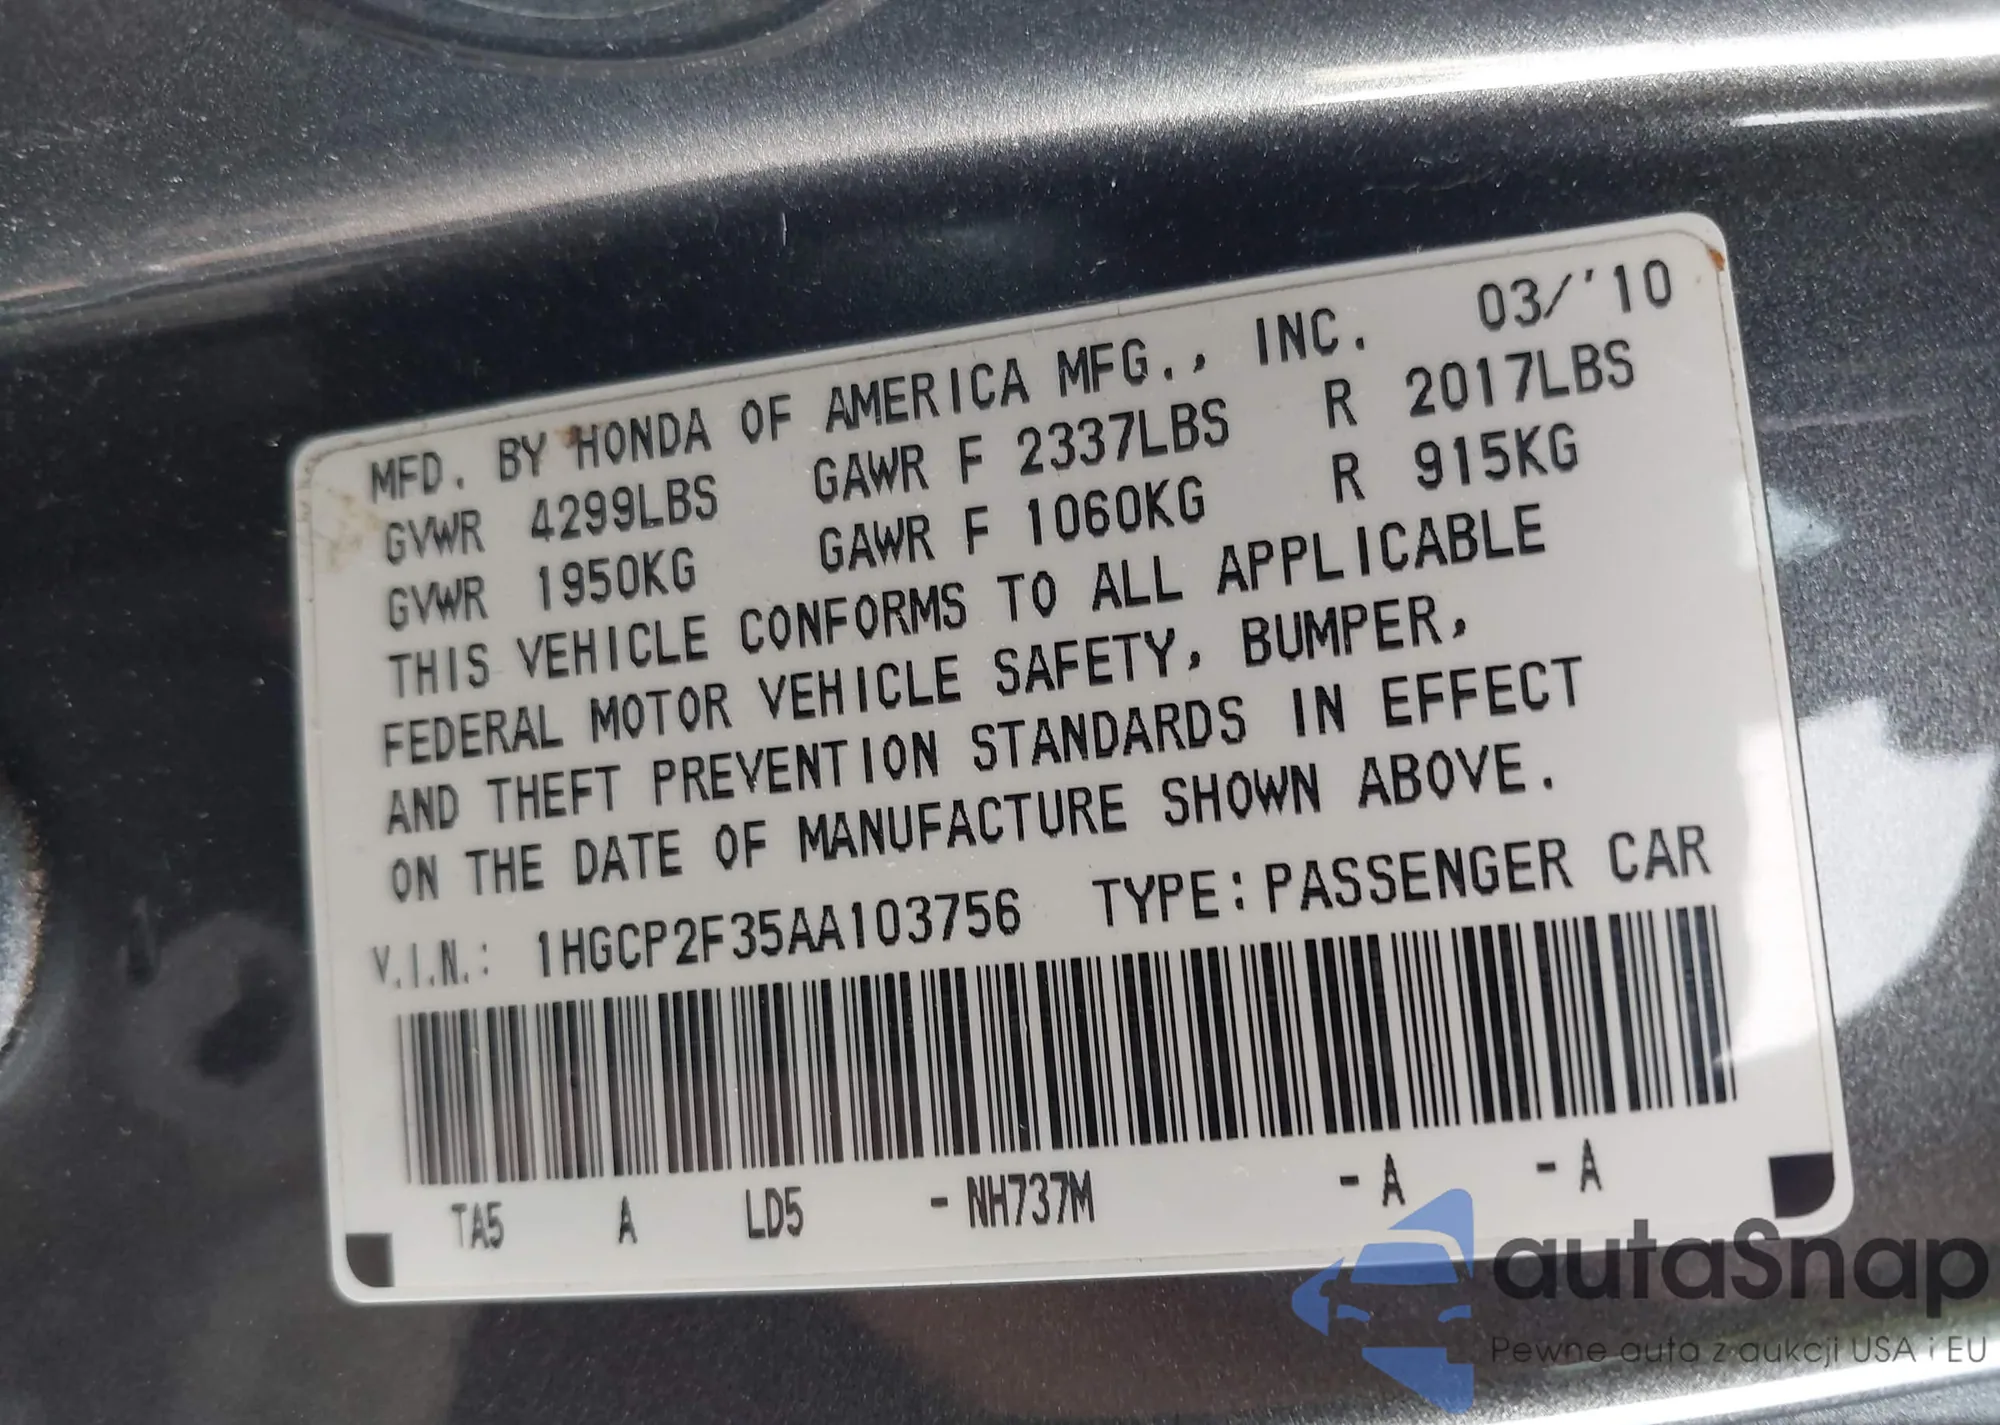 MFD. BY HONDA OF AMERICA MFG., INC. 03/'10
GVWR 4299LBS GAWR F 2337LBS R 2017LBS
GVWR 1950KG GAWR F 1060KG R 915KG
THIS VEHICLE CONFORMS TO ALL APPLICABLE
FEDERAL MOTOR VEHICLE SAFETY, BUMPER,
AND THEFT PREVENTION STANDARDS IN EFFECT
ON THE DATE OF MANUFACTURE SHOWN ABOVE.
V.I.N.: 1HGCP2F35AA103756 TYPE: PASSENGER CAR
TA5 A LD5 - NH737M - A - A
autaSnap
Pewne auta z aukcji USA i EU